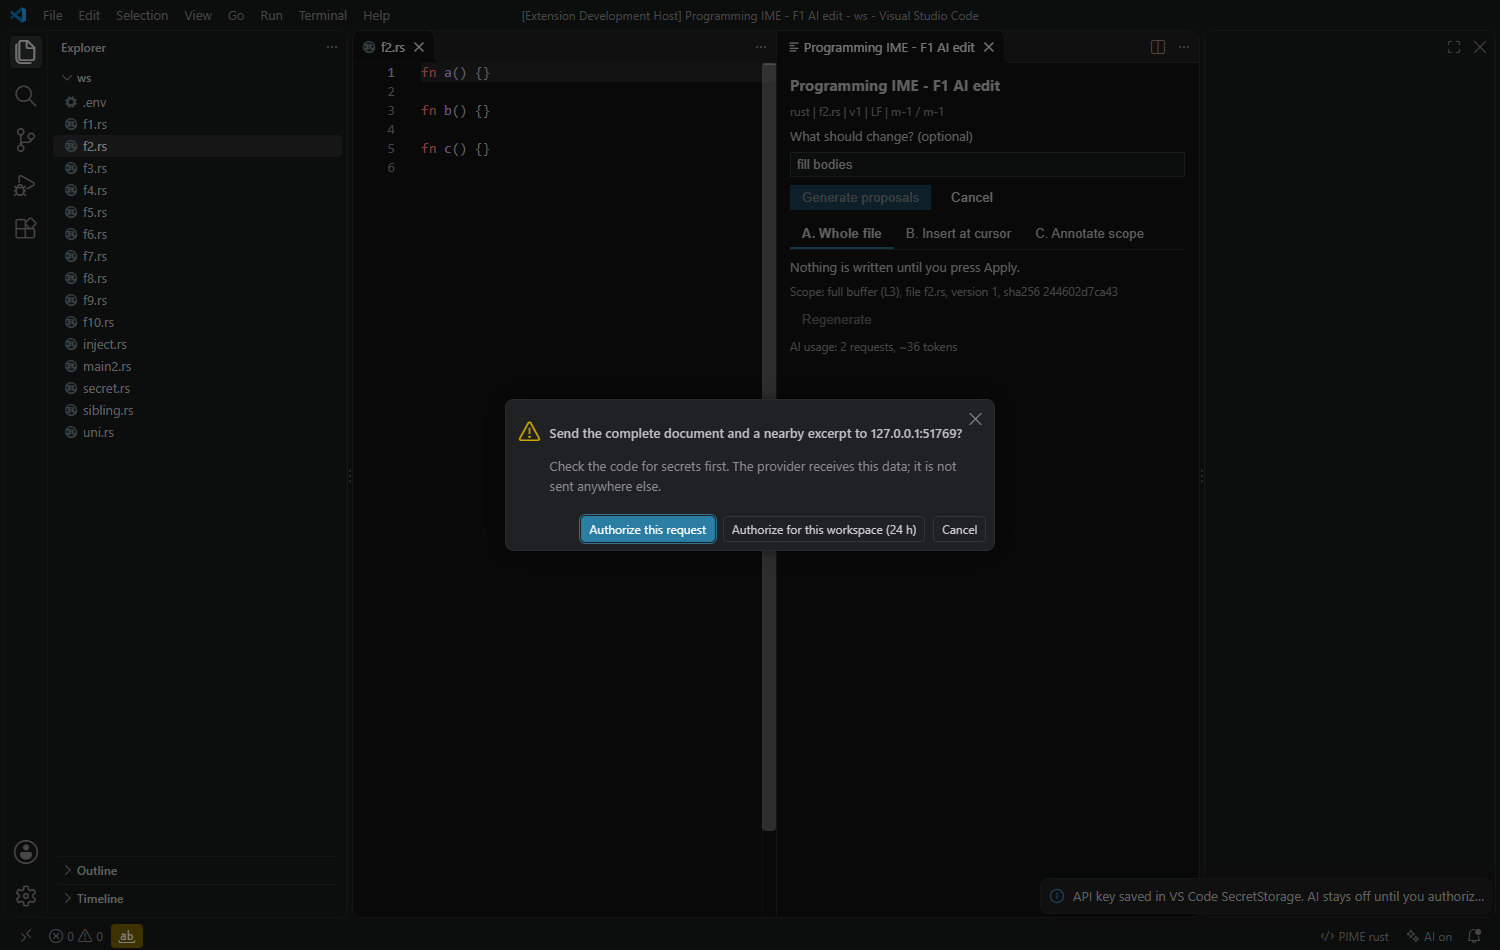 File Edit Selection View Go Run Terminal Help
[Extension Development Host] Programming IME - F1 AI edit - ws - Visual Studio Code
Explorer
ws
.env
f1.rs
f2.rs
f3.rs
f4.rs
f5.rs
f6.rs
f7.rs
f8.rs
f9.rs
f10.rs
inject.rs
main2.rs
secret.rs
sibling.rs
uni.rs
Outline
Timeline
f2.rs
1 fn a() {}
2
3 fn b() {}
4
5 fn c() {}
6
Programming IME - F1 AI edit
Programming IME - F1 AI edit
rust | f2.rs | v1 | LF | m-1 / m-1
What should change? (optional)
fill bodies
Generate proposals Cancel
A. Whole file B. Insert at cursor C. Annotate scope
Nothing is written until you press Apply.
Scope: full buffer (L3), file f2.rs, version 1, sha256 244602d7ca43
Regenerate
AI usage: 2 requests, ~36 tokens
Send the complete document and a nearby excerpt to 127.0.0.1:51769?
Check the code for secrets first. The provider receives this data; it is not
sent anywhere else.
Authorize this request Authorize for this workspace (24 h) Cancel
API key saved in VS Code SecretStorage. AI stays off until you authoriz...
0 0 ab
PIME rust AI on